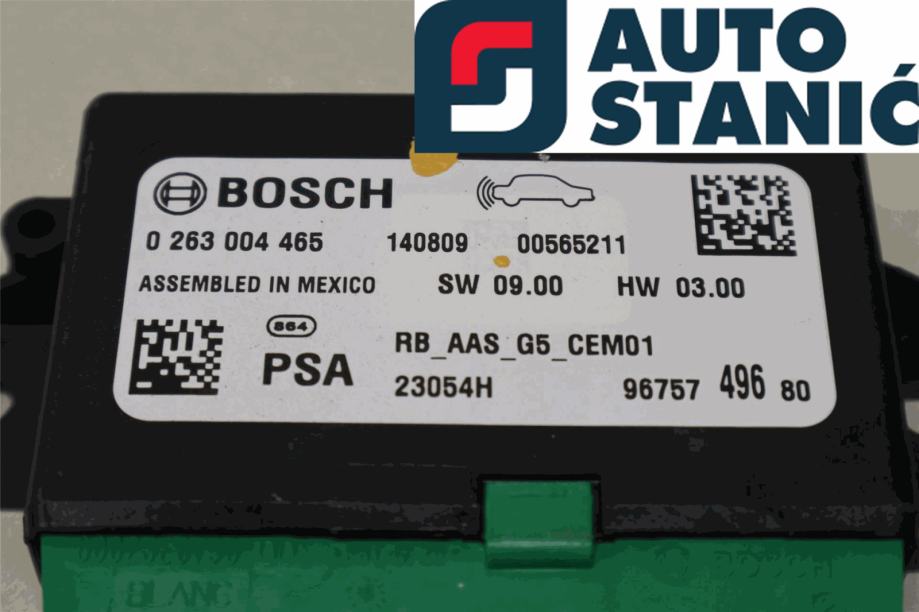 AUTO
STANIĆ
BOSCH
0 263 004 465 140809 00565211
ASSEMBLED IN MEXICO SW 09.00 HW 03.00
864
PSA
RB_AAS_G5_CEM01
23054H 96757 496 80
BLANC